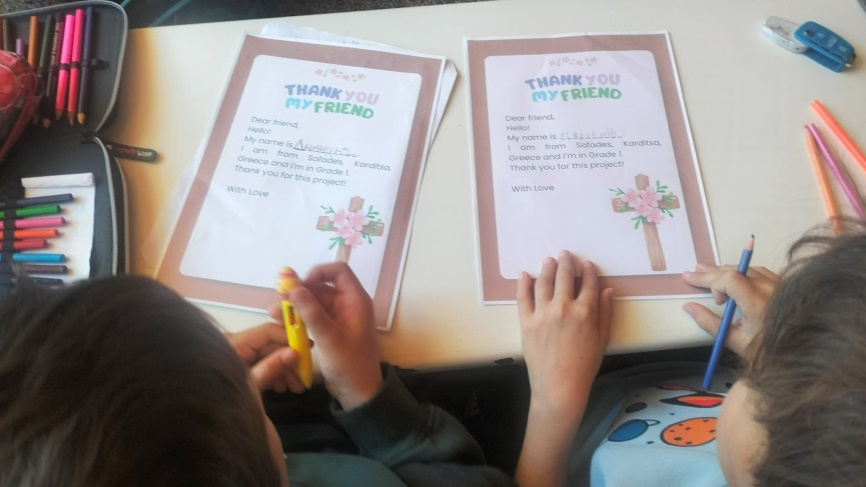 THANK YOU
MY FRIEND
Dear friend,
Hello!
My name is
I am from Sofades, Karditsa,
Greece and i'm in Grade 1.
Thank you for this project!
With Love
THANK YOU
MY FRIEND
Dear friend,
Hello!
My name is
I am from Sofades, Karditsa,
Greece and i'm in Grade 1.
Thank you for this project!
With Love